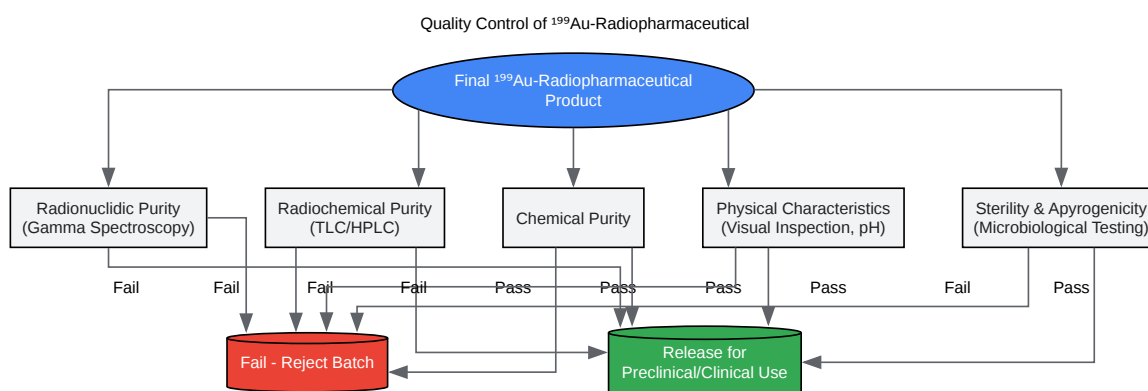 Quality Control of ¹⁹⁹Au-Radiopharmaceutical
Final ¹⁹⁹Au-Radiopharmaceutical
Product
Radionuclidic Purity
(Gamma Spectroscopy)
Radiochemical Purity
(TLC/HPLC)
Chemical Purity
Physical Characteristics
(Visual Inspection, pH)
Sterility & Apyrogenicity
(Microbiological Testing)
Fail
Fail
Fail
Fail
Pass
Pass
Pass
Pass
Fail
Pass
Fail - Reject Batch
Release for
Preclinical/Clinical Use